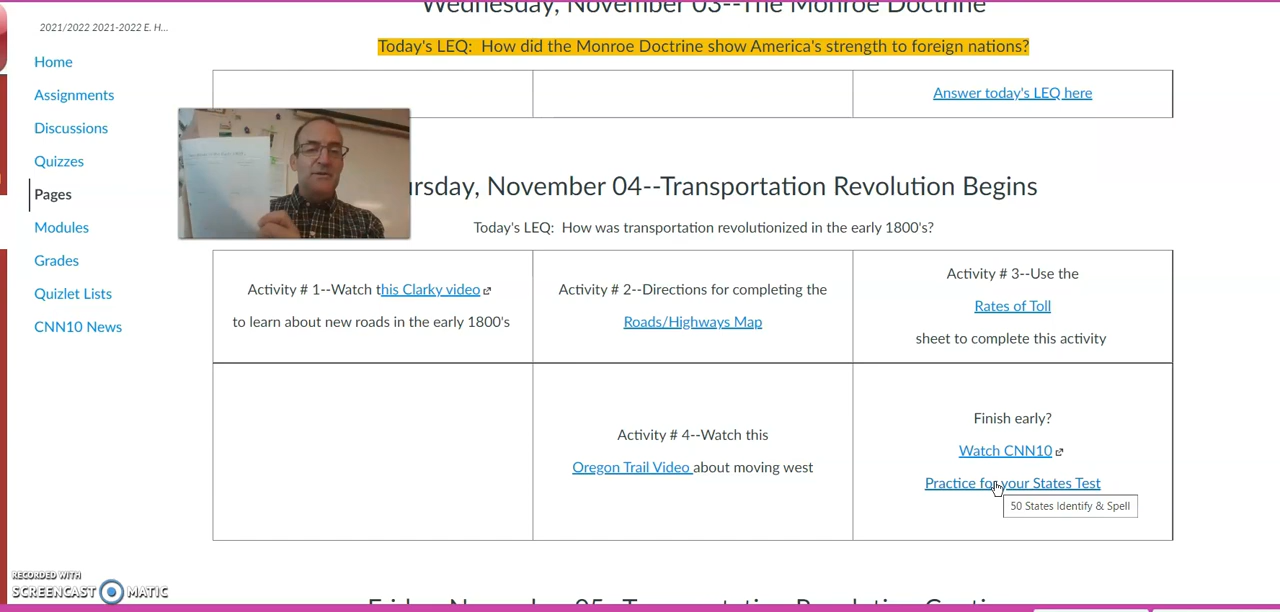 2021/2022 2021-2022 E. H...
Home
Assignments
Discussions
Quizzes
Pages
Modules
Grades
Quizlet Lists
CNN10 News
Wednesday, November 03--The Monroe Doctrine
Today's LEQ: How did the Monroe Doctrine show America's strength to foreign nations?
Answer today's LEQ here
ursday, November 04--Transportation Revolution Begins
Today's LEQ: How was transportation revolutionized in the early 1800's?
Activity # 1--Watch this Clarky video
to learn about new roads in the early 1800's
Activity # 2--Directions for completing the
Roads/Highways Map
Activity # 3--Use the
Rates of Toll
sheet to complete this activity
Activity # 4--Watch this
Oregon Trail Video about moving west
Finish early?
Watch CNN10
Practice for your States Test
50 States Identify & Spell
RECORDED WITH
SCREENCAST MATIC